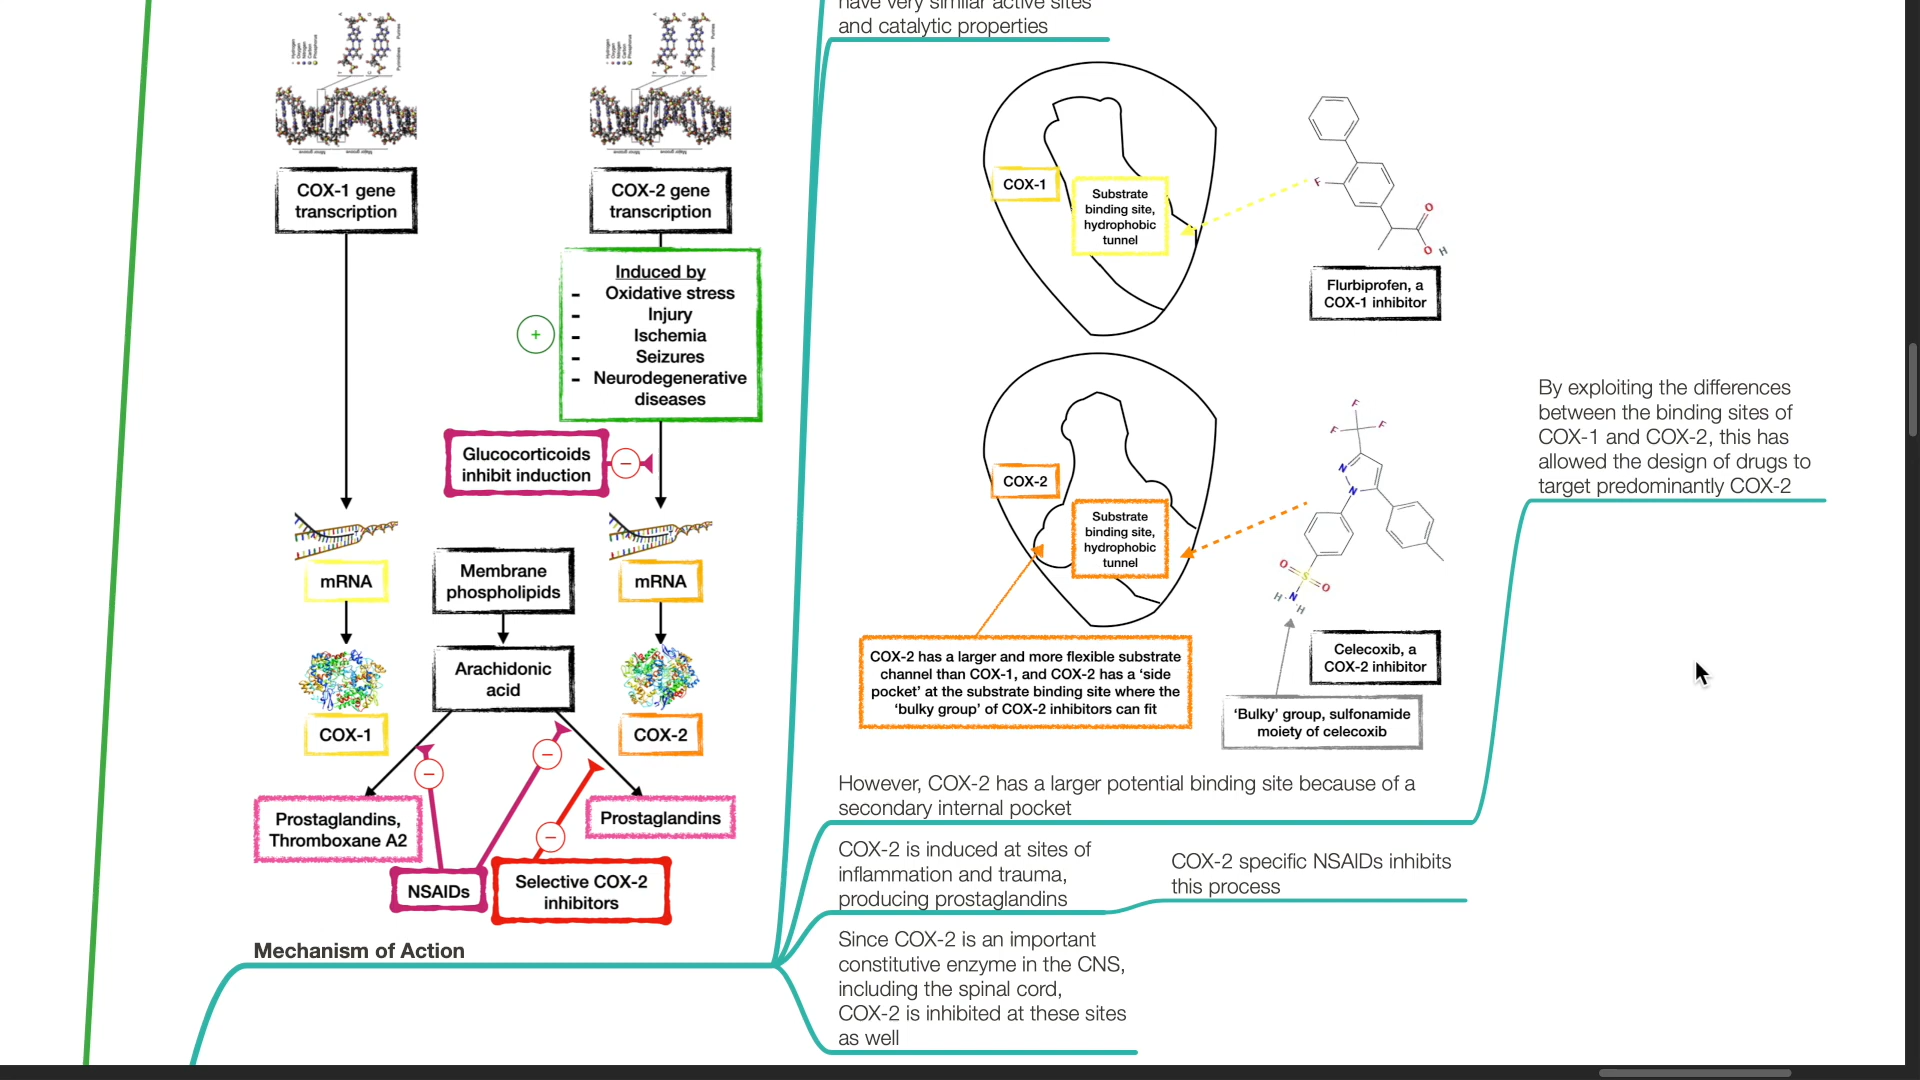 have very similar active sites
and catalytic properties
COX-1 gene
transcription
COX-2 gene
transcription
Induced by
- Oxidative stress
- Injury
- Ischemia
- Seizures
- Neurodegenerative
diseases
+
Glucocorticoids
inhibit induction
−
mRNA
Membrane
phospholipids
mRNA
Arachidonic
acid
COX-1
COX-2
−
−
−
Prostaglandins,
Thromboxane A2
Prostaglandins
NSAIDs
Selective COX-2
inhibitors
Mechanism of Action
COX-1
Substrate
binding site,
hydrophobic
tunnel
F
O
O H
Flurbiprofen, a
COX-1 inhibitor
COX-2
Substrate
binding site,
hydrophobic
tunnel
F
F F
N
N
O S O
H N H
Celecoxib, a
COX-2 inhibitor
COX-2 has a larger and more flexible substrate
channel than COX-1, and COX-2 has a ‘side
pocket’ at the substrate binding site where the
‘bulky group’ of COX-2 inhibitors can fit
‘Bulky’ group, sulfonamide
moiety of celecoxib
By exploiting the differences
between the binding sites of
COX-1 and COX-2, this has
allowed the design of drugs to
target predominantly COX-2
However, COX-2 has a larger potential binding site because of a
secondary internal pocket
COX-2 is induced at sites of
inflammation and trauma,
producing prostaglandins
COX-2 specific NSAIDs inhibits
this process
Since COX-2 is an important
constitutive enzyme in the CNS,
including the spinal cord,
COX-2 is inhibited at these sites
as well